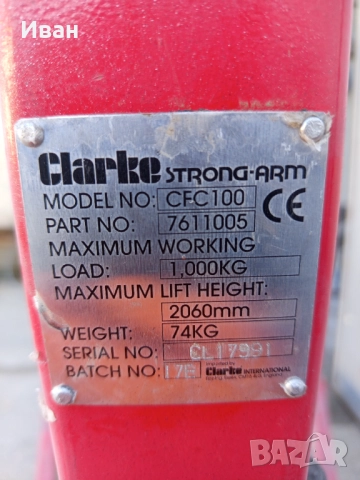 Иван
Clarke STRONG-ARM
MODEL NO: CFC100
PART NO: 7611005 CE
MAXIMUM WORKING
LOAD: 1,000KG
MAXIMUM LIFT HEIGHT:
2060mm
WEIGHT: 74KG
SERIAL NO:
BATCH NO:
Clarke INTERNATIONAL
BAZAR
bg